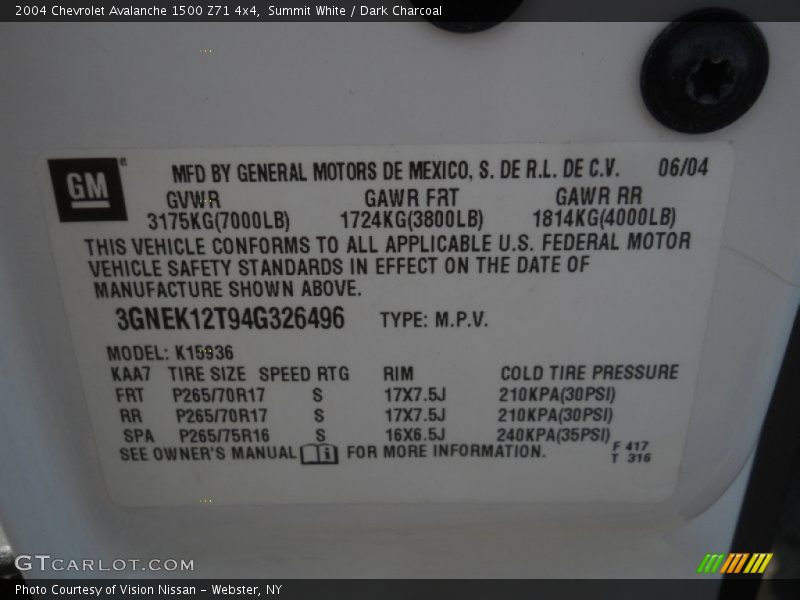 2004 Chevrolet Avalanche 1500 Z71 4x4, Summit White / Dark Charcoal
GM
MFD BY GENERAL MOTORS DE MEXICO, S. DE R.L. DE C.V. 06/04
GVWR GAWR FRT GAWR RR
3175KG(7000LB) 1724KG(3800LB) 1814KG(4000LB)
THIS VEHICLE CONFORMS TO ALL APPLICABLE U.S. FEDERAL MOTOR
VEHICLE SAFETY STANDARDS IN EFFECT ON THE DATE OF
MANUFACTURE SHOWN ABOVE.
3GNEK12T94G326496 TYPE: M.P.V.
MODEL: K15936
KAA7 TIRE SIZE SPEED RTG RIM COLD TIRE PRESSURE
FRT P265/70R17 S 17X7.5J 210KPA(30PSI)
RR P265/70R17 S 17X7.5J 210KPA(30PSI)
SPA P265/75R16 S 16X6.5J 240KPA(35PSI)
SEE OWNER'S MANUAL FOR MORE INFORMATION.
F 417
T 316
GTCARLOT.COM
Photo Courtesy of Vision Nissan - Webster, NY